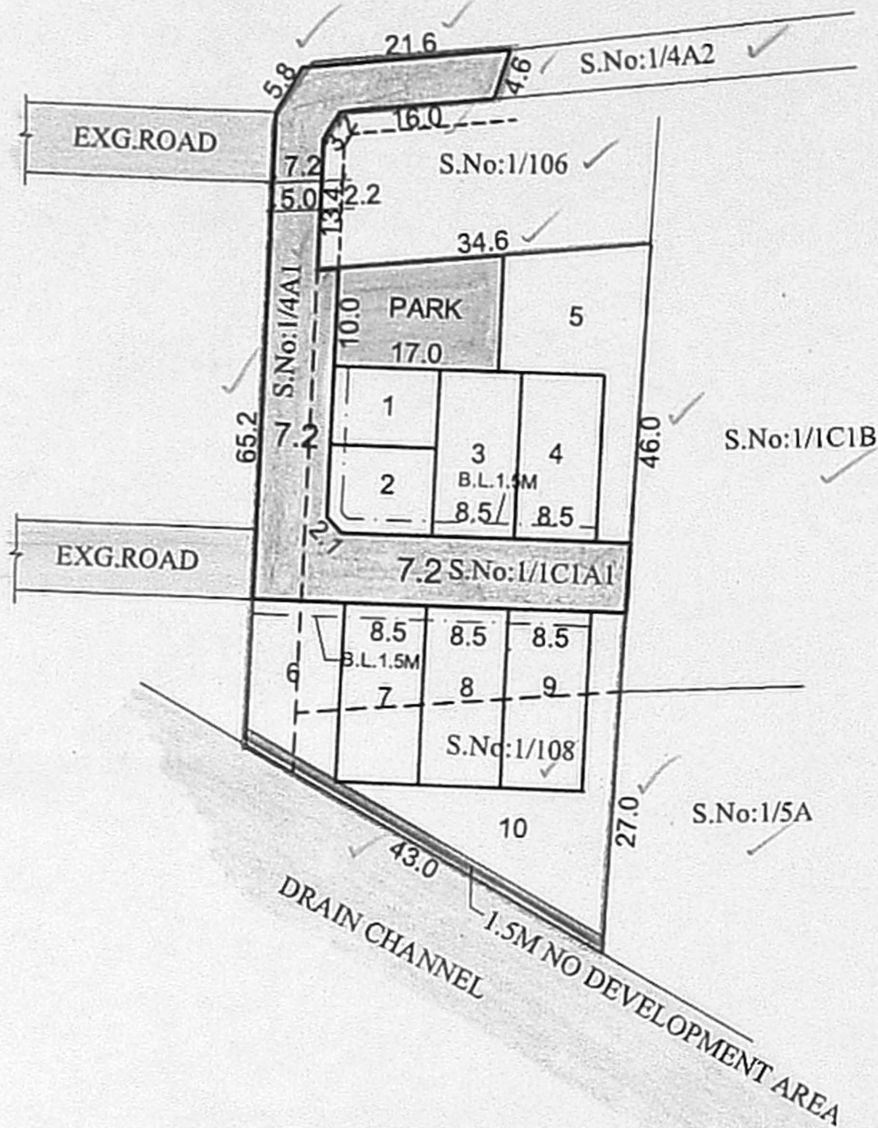 21.6
5.8
4.6
S.No:1/4A2
EXG.ROAD
3.2
16.0
7.2
S.No:1/106
5.0
2.2
13.4
34.6
S.No:1/4A1
10.0
PARK
17.0
5
1
65.2
7.2
3
4
46.0
S.No:1/1C1B
2
B.L.1.5M
8.5
8.5
2.1
EXG.ROAD
7.2 S.No:1/1C1A1
8.5
8.5
8.5
B.L.1.5M
6
7
8
9
S.No:1/108
27.0
S.No:1/5A
10
43.0
DRAIN CHANNEL
1.5M NO DEVELOPMENT AREA